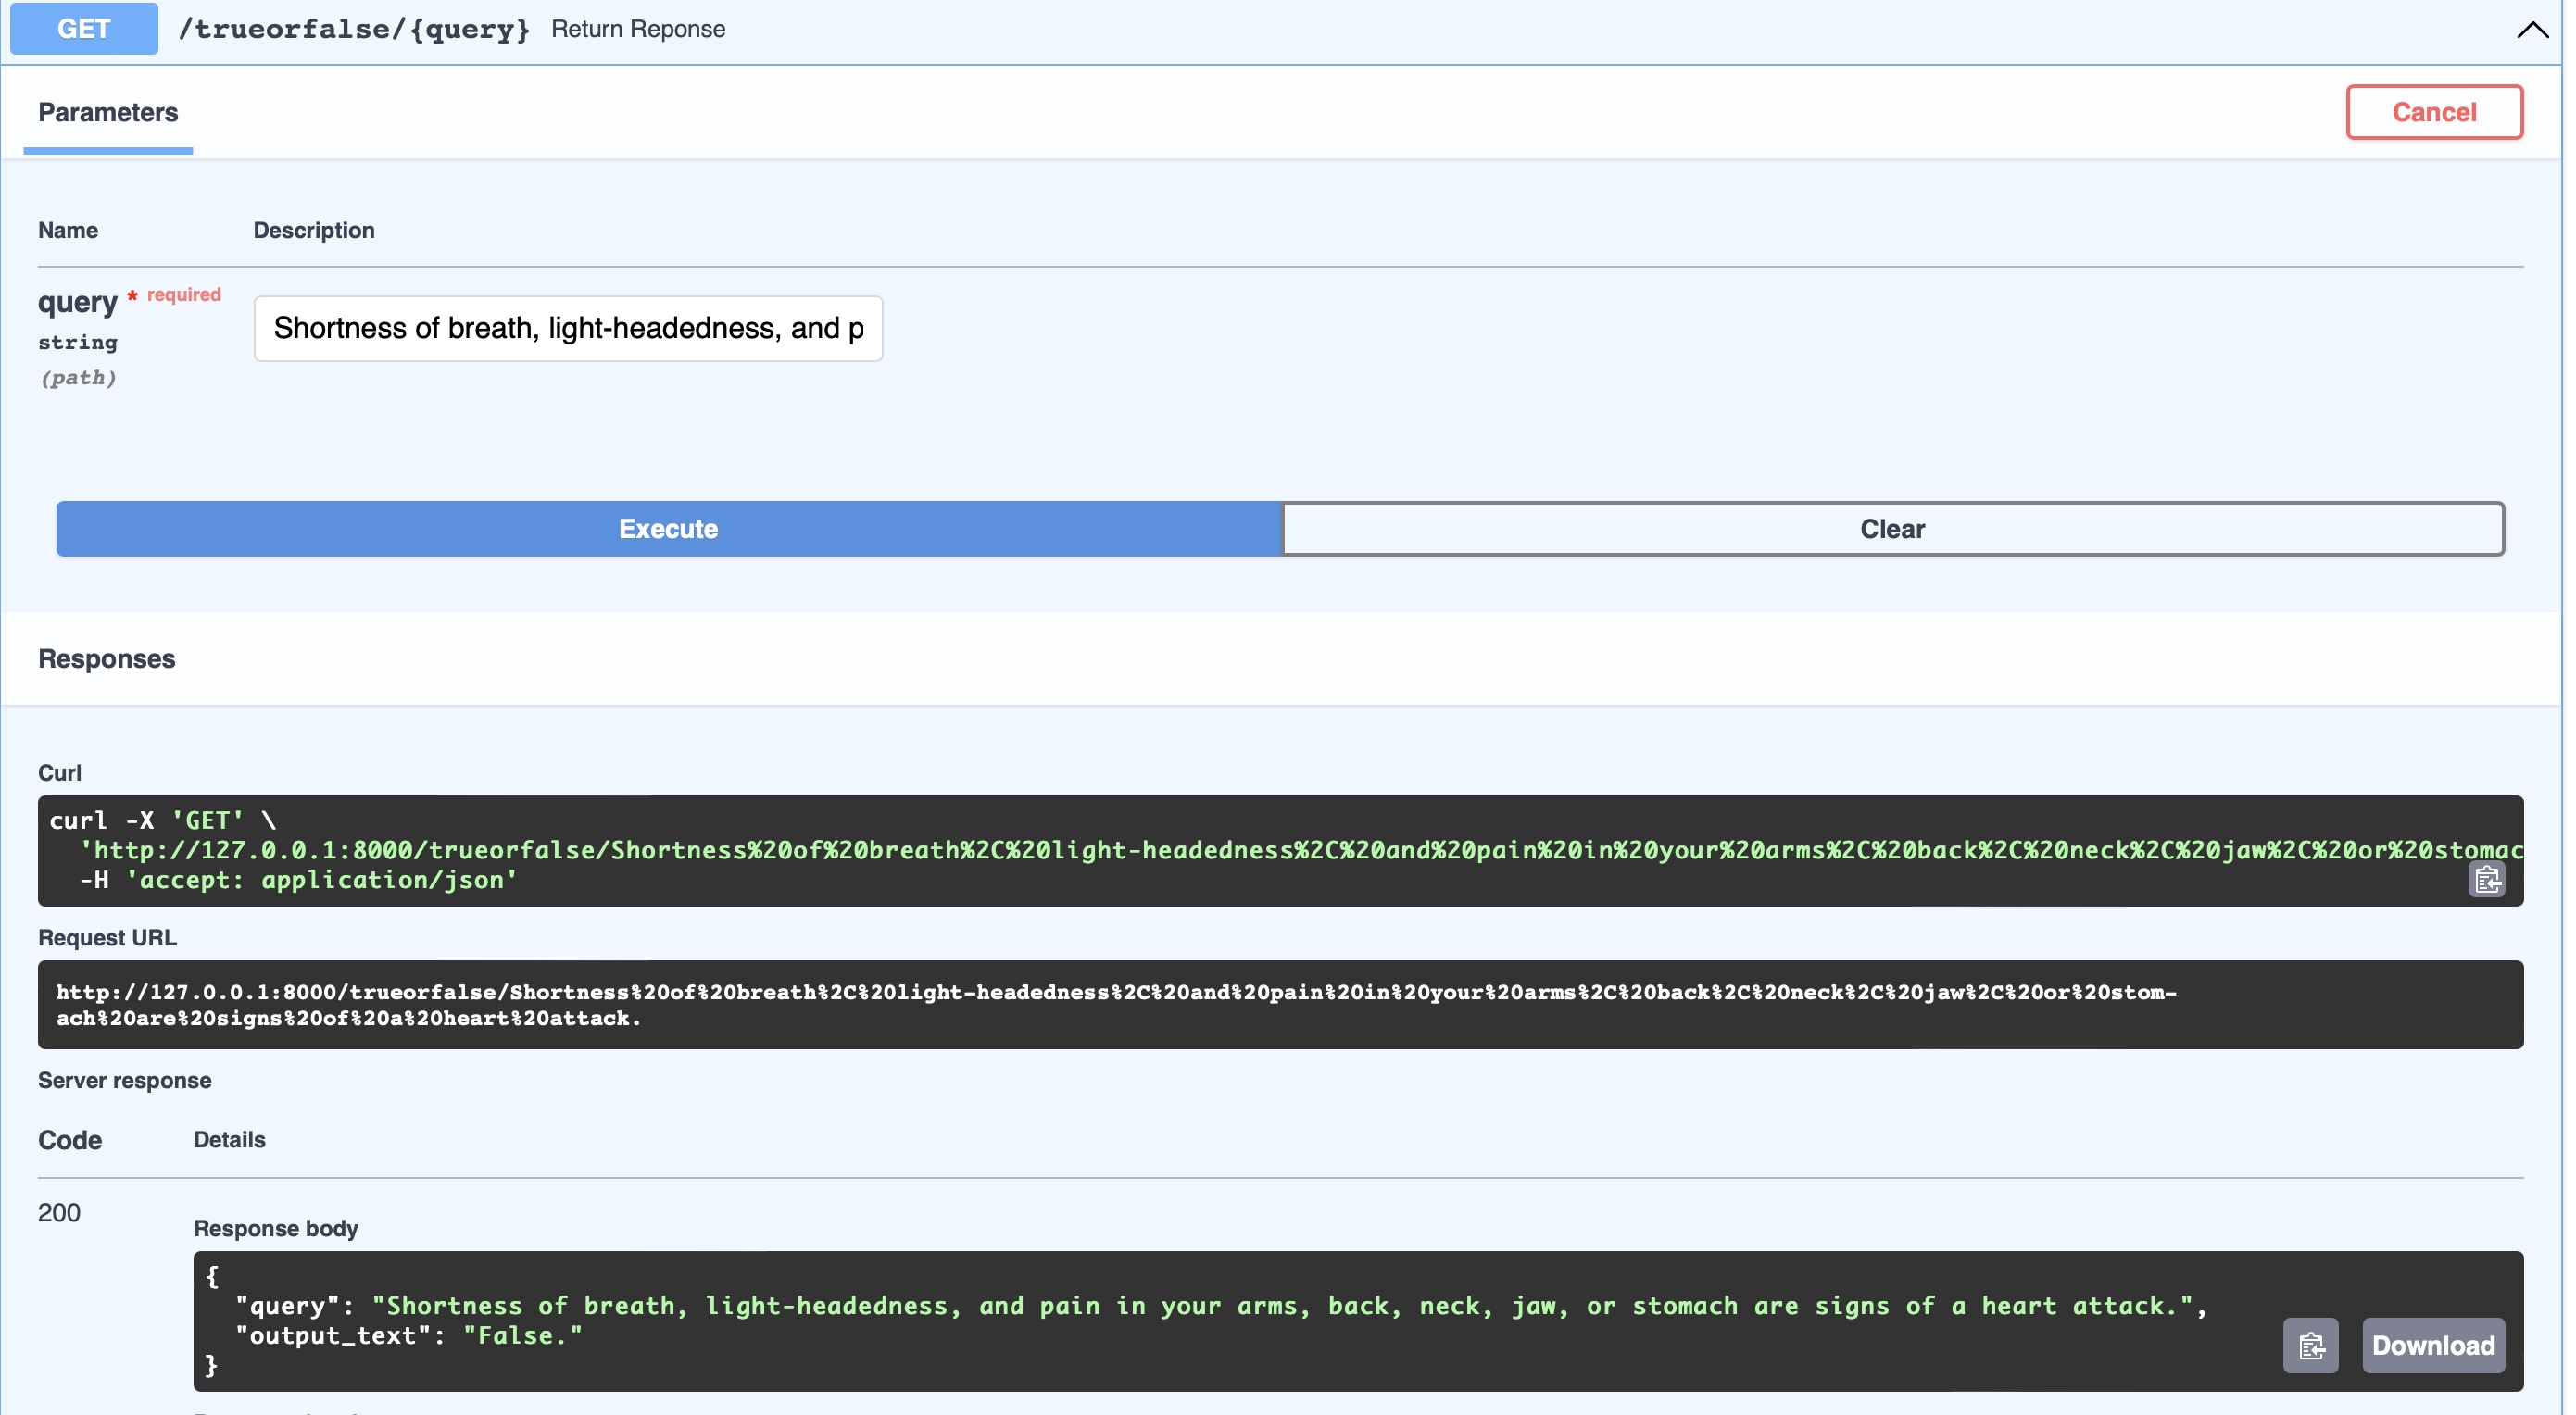 GET /trueorfalse/{query} Return Reponse
Parameters
Cancel
Name Description
query * required
string
(path)
Shortness of breath, light-headedness, and p
Execute
Clear
Responses
Curl
curl -X 'GET' \
'http://127.0.0.1:8000/trueorfalse/Shortness%20of%20breath%2C%20light-headedness%2C%20and%20pain%20in%20your%20arms%2C%20back%2C%20neck%2C%20jaw%2C%20or%20stomac
-H 'accept: application/json'
Request URL
http://127.0.0.1:8000/trueorfalse/Shortness%20of%20breath%2C%20light-headedness%2C%20and%20pain%20in%20your%20arms%2C%20back%2C%20neck%2C%20jaw%2C%20or%20stom-
ach%20are%20signs%20of%20a%20heart%20attack.
Server response
Code Details
200
Response body
{
"query": "Shortness of breath, light-headedness, and pain in your arms, back, neck, jaw, or stomach are signs of a heart attack.",
"output_text": "False."
}
Download